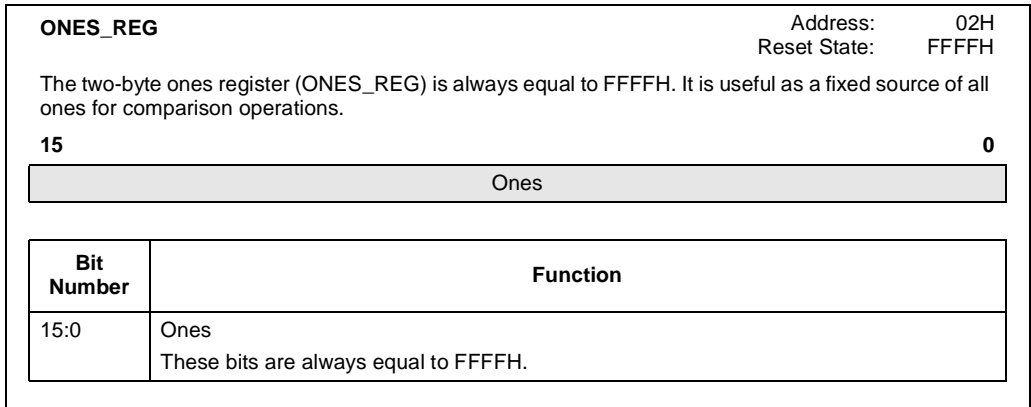 ONES_REG Address: 02H
Reset State: FFFFH
The two-byte ones register (ONES_REG) is always equal to FFFFH. It is useful as a fixed source of all
ones for comparison operations.
15 0
Ones
Bit Number Function
15:0 Ones
These bits are always equal to FFFFH.